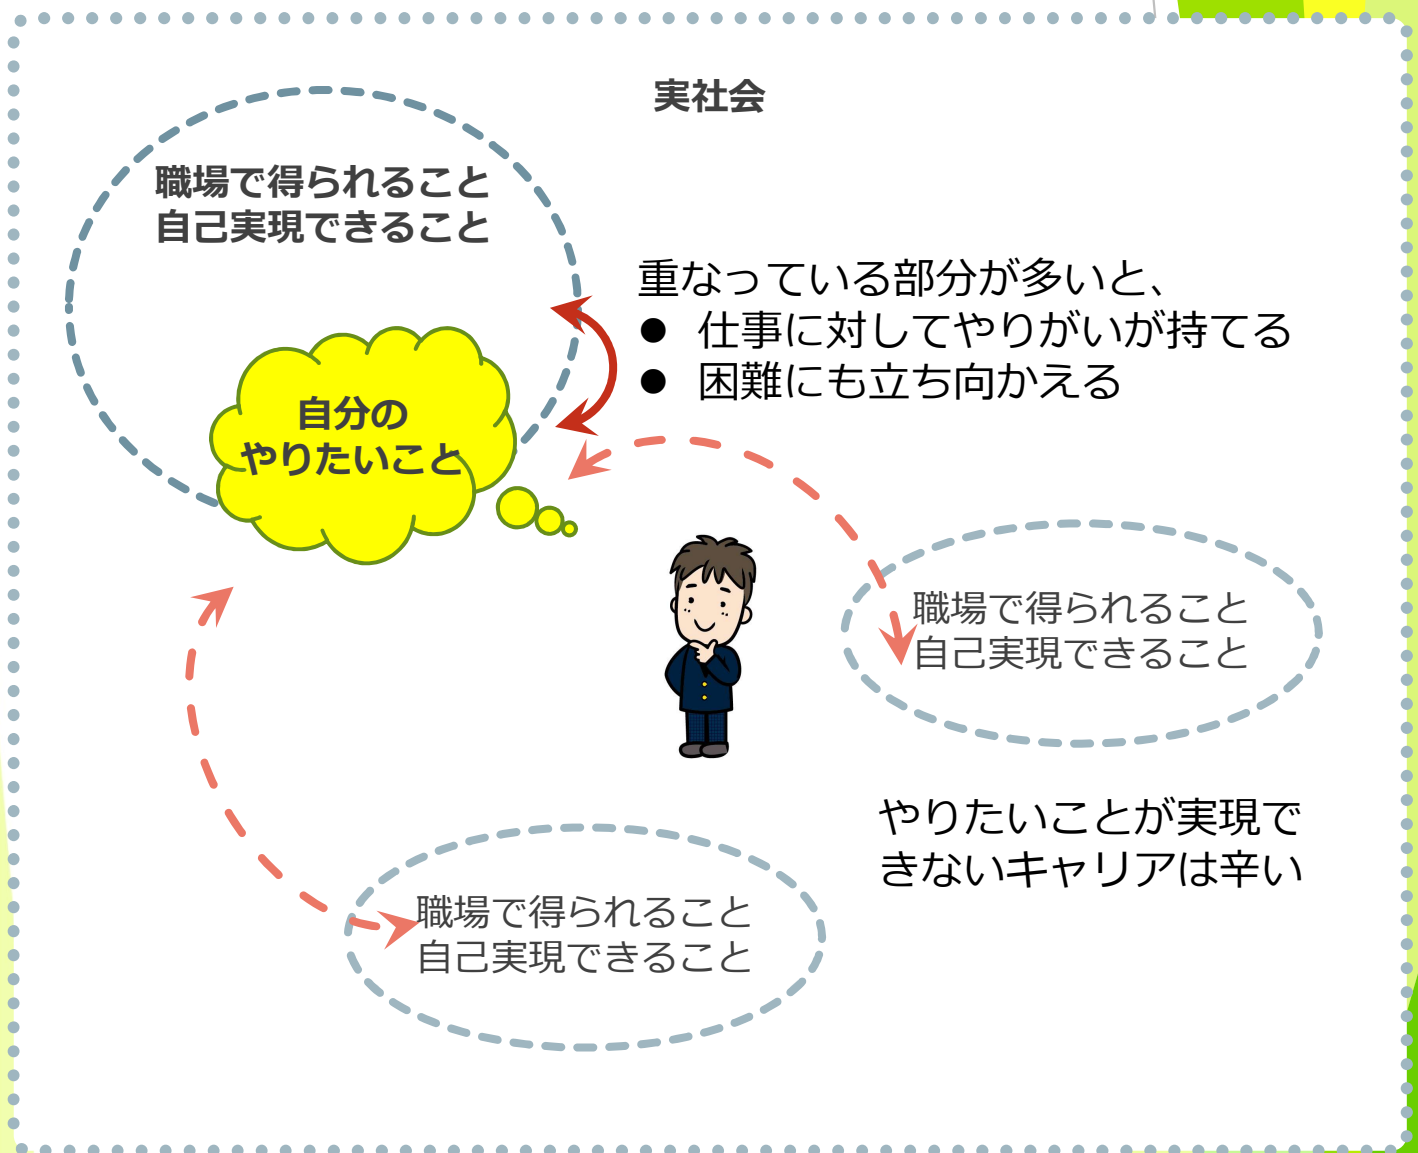 実社会
職場で得られること
自己実現できること
重なっている部分が多いと、
● 仕事に対してやりがいが持てる
● 困難にも立ち向かえる
自分の
やりたいこと
職場で得られること
自己実現できること
やりたいことが実現で
きないキャリアは辛い
職場で得られること
自己実現できること